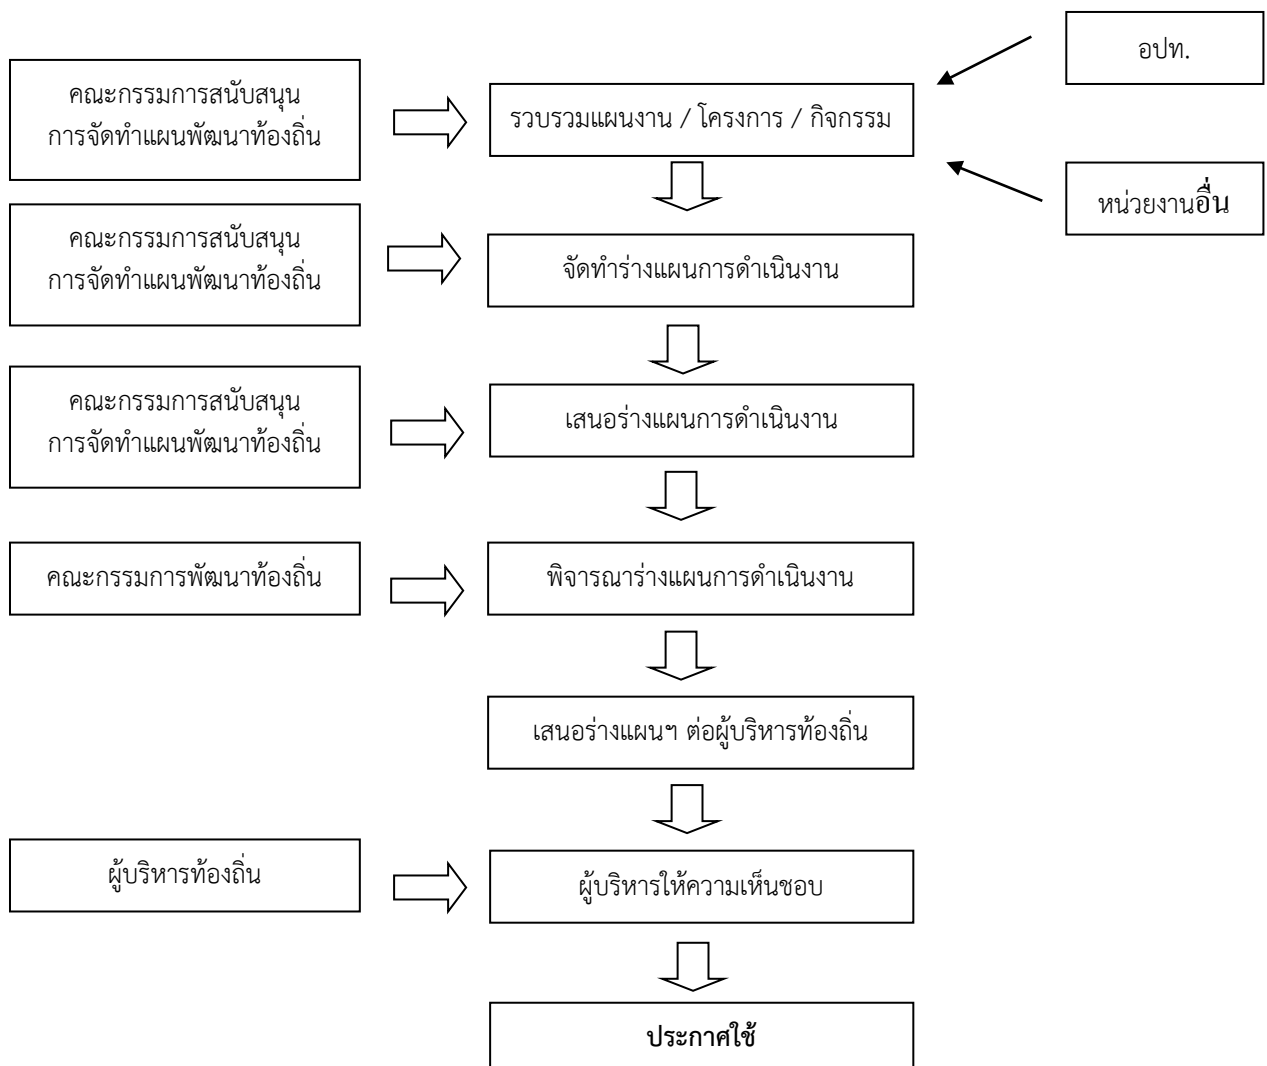 อปท.
คณะกรรมการสนับสนุน
การจัดทำแผนพัฒนาท้องถิ่น
รวบรวมแผนงาน / โครงการ / กิจกรรม
หน่วยงานอื่น
คณะกรรมการสนับสนุน
การจัดทำแผนพัฒนาท้องถิ่น
จัดทำร่างแผนการดำเนินงาน
คณะกรรมการสนับสนุน
การจัดทำแผนพัฒนาท้องถิ่น
เสนอร่างแผนการดำเนินงาน
คณะกรรมการพัฒนาท้องถิ่น
พิจารณาร่างแผนการดำเนินงาน
เสนอร่างแผนฯ ต่อผู้บริหารท้องถิ่น
ผู้บริหารท้องถิ่น
ผู้บริหารให้ความเห็นชอบ
ประกาศใช้